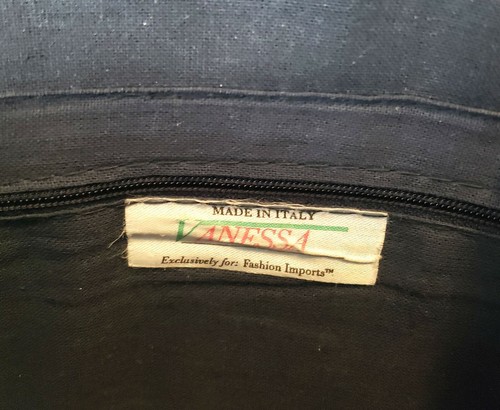 MADE IN ITALY
VANESSA
Exclusively for: Fashion Imports™